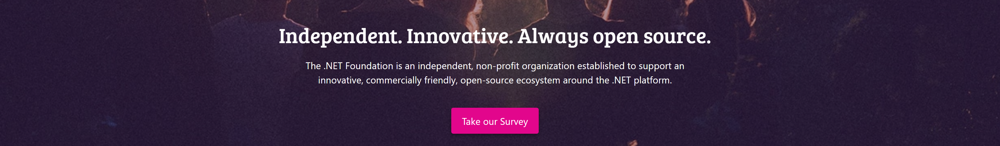 Independent. Innovative. Always open source.
The .NET Foundation is an independent, non-profit organization established to support an
innovative, commercially friendly, open-source ecosystem around the .NET platform.
Take our Survey